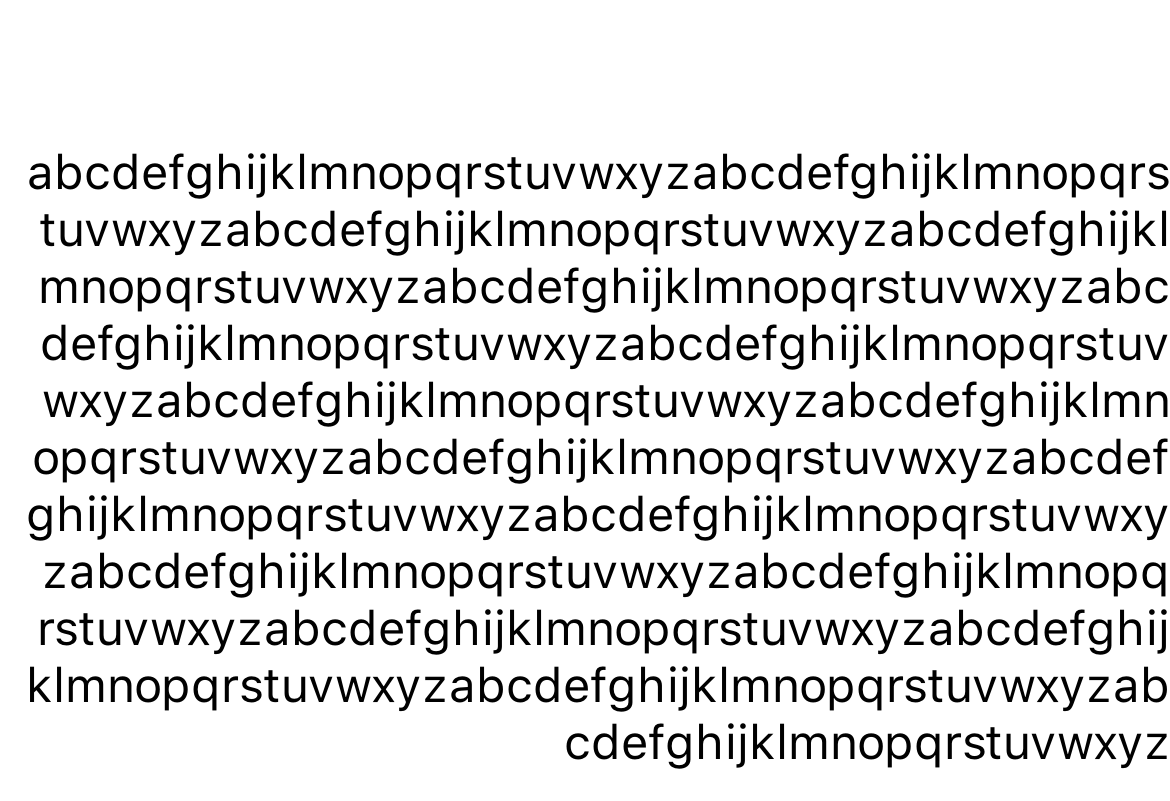 abcdefghijklmnopqrstuvwxyzabcdefghijklmnopqrs
tuvwxyzabcdefghijklmnopqrstuvwxyzabcdefghijkl
mnopqrstuvwxyzabcdefghijklmnopqrstuvwxyzabc
defghijklmnopqrstuvwxyzabcdefghijklmnopqrstuv
wxyzabcdefghijklmnopqrstuvwxyzabcdefghijklmn
opqrstuvwxyzabcdefghijklmnopqrstuvwxyzabcdef
ghijklmnopqrstuvwxyzabcdefghijklmnopqrstuvwxy
zabcdefghijklmnopqrstuvwxyzabcdefghijklmnopq
rstuvwxyzabcdefghijklmnopqrstuvwxyzabcdefghij
klmnopqrstuvwxyzabcdefghijklmnopqrstuvwxyzab
cdefghijklmnopqrstuvwxyz